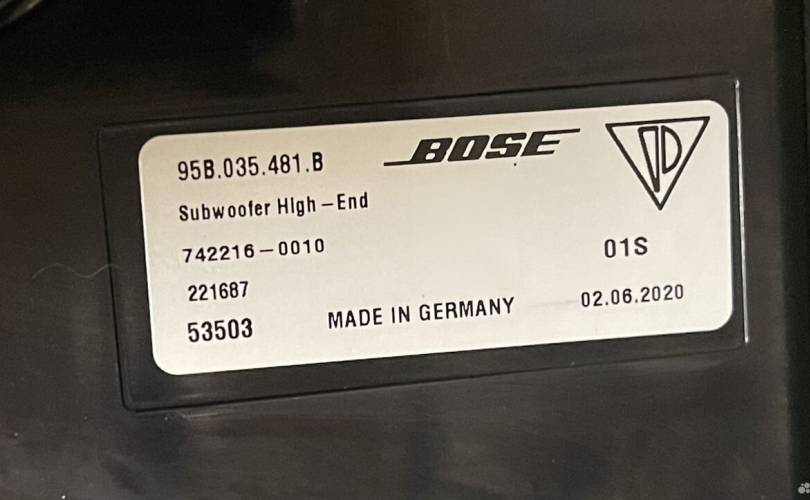 95B.035.481.B
BOSE
Subwoofer HIgh-End
742216-0010
01S
221687
53503
MADE IN GERMANY
02.06.2020